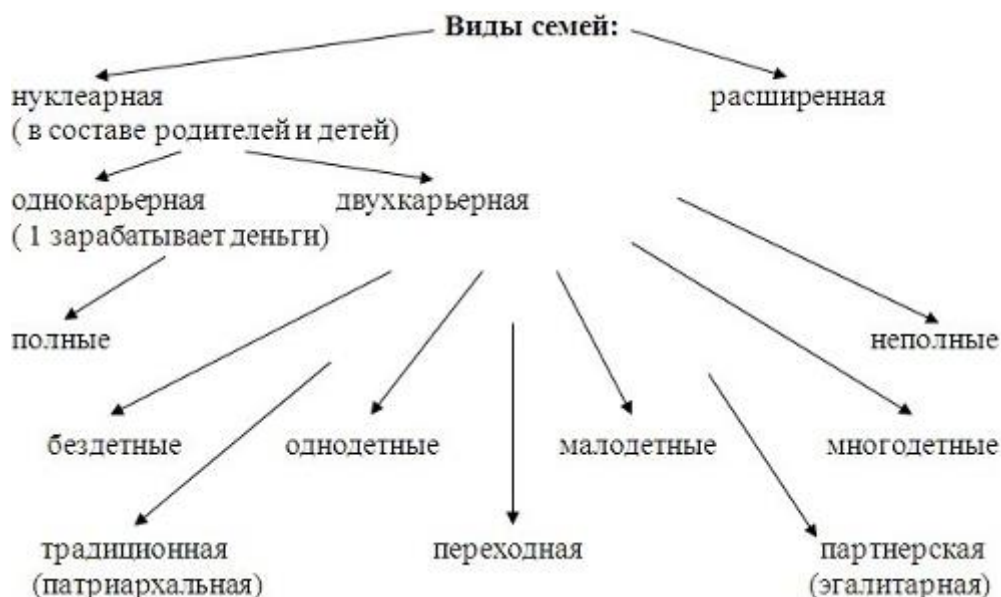 Виды семей:
нуклеарная
расширенная
( в составе родителей и детей)
однокарьерная
двухкарьерная
( 1 зарабатывает деньги)
полные
неполные
бездетные
однодетные
малодетные
многодетные
традиционная
переходная
партнерская
(патриархальная)
(эгалитарная)